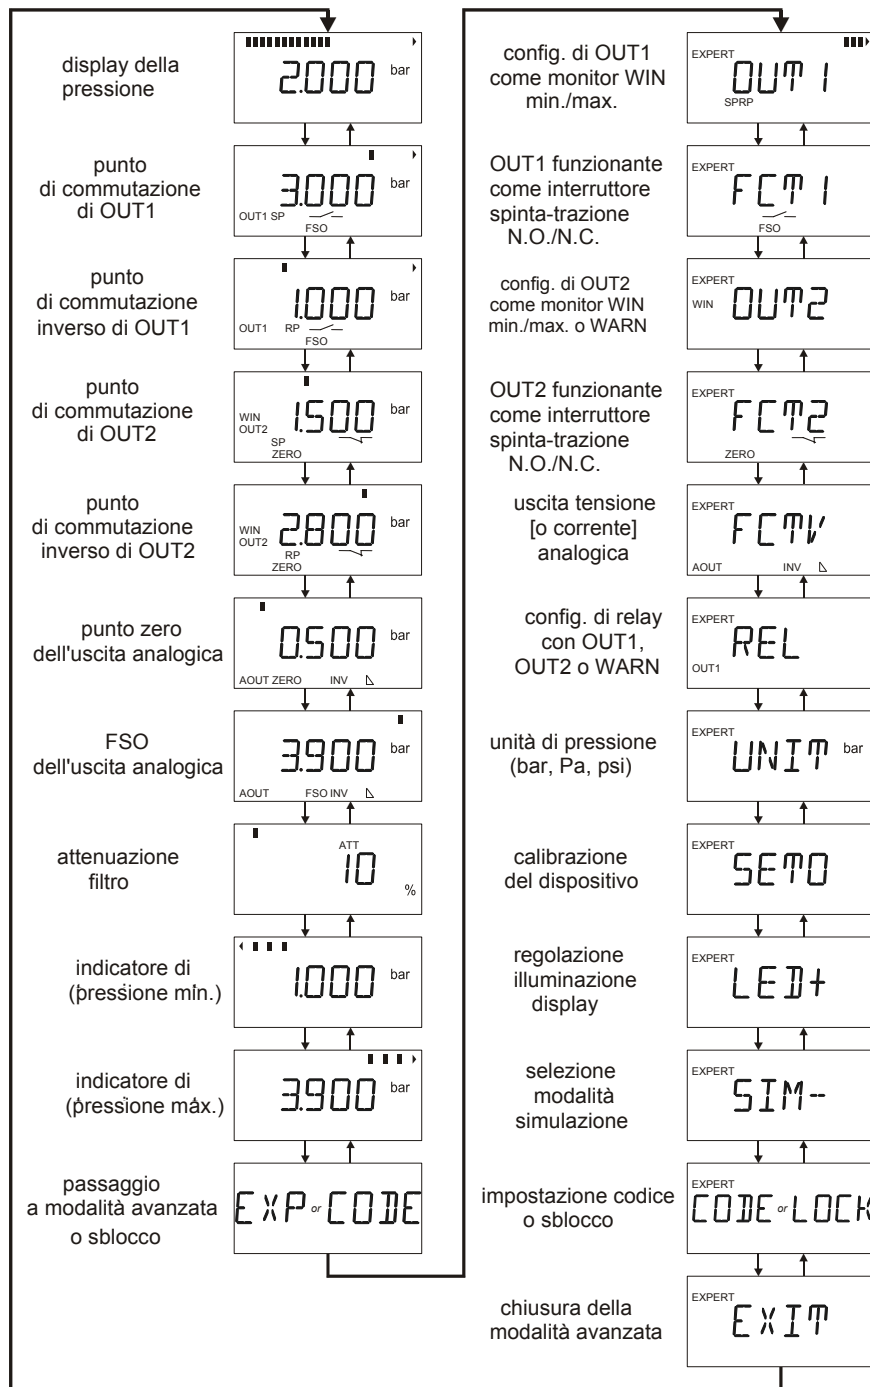 display della
pressione
2.000 bar
punto
di commutazione
di OUT1
3.000 bar
OUT1 SP
FSO
punto
di commutazione
inverso di OUT1
1.000 bar
OUT1 RP
FSO
punto
di commutazione
di OUT2
1.500 bar
WIN
OUT2
SP
ZERO
punto
di commutazione
inverso di OUT2
2.800 bar
WIN
OUT2
RP
ZERO
punto zero
dell'uscita analogica
0.500 bar
AOUT ZERO INV
FSO
dell'uscita analogica
3.900 bar
AOUT FSO INV
attenuazione
filtro
ATT
10
%
indicatore di
(pressione min.)
1.000 bar
indicatore di
(pressione max.)
3.900 bar
passaggio
a modalità avanzata
o sblocco
EXP or CODE
config. di OUT1
come monitor WIN
min./max.
EXPERT
OUT1
SPRP
OUT1 funzionante
come interruttore
spinta-trazione
N.O./N.C.
EXPERT
FCT1
FSO
config. di OUT2
come monitor WIN
min./max. o WARN
EXPERT
WIN OUT2
OUT2 funzionante
come interruttore
spinta-trazione
N.O./N.C.
EXPERT
FCT2
ZERO
uscita tensione
[o corrente]
analogica
EXPERT
FCTV
AOUT INV
config. di relay
con OUT1,
OUT2 o WARN
EXPERT
REL
OUT1
unità di pressione
(bar, Pa, psi)
EXPERT
UNIT bar
calibrazione
del dispositivo
EXPERT
SET0
regolazione
illuminazione
display
EXPERT
LED+
selezione
modalità
simulazione
EXPERT
SIM-
impostazione codice
o sblocco
EXPERT
CODE or LOCK
chiusura della
modalità avanzata
EXPERT
EXIT